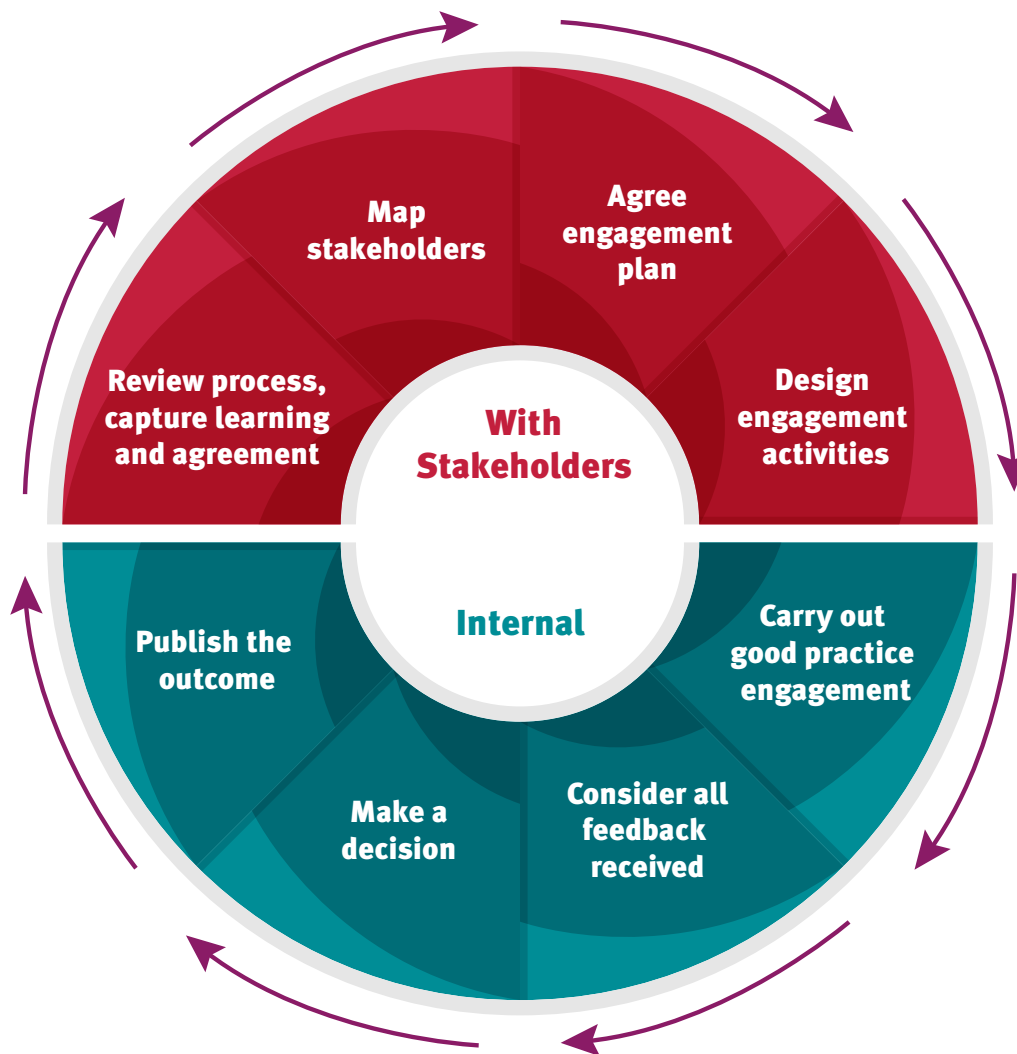 Map
stakeholders
Agree
engagement
plan
Design
engagement
activities
Review process,
capture learning
and agreement
With
Stakeholders
Internal
Carry out
good practice
engagement
Consider all
feedback
received
Make a
decision
Publish the
outcome